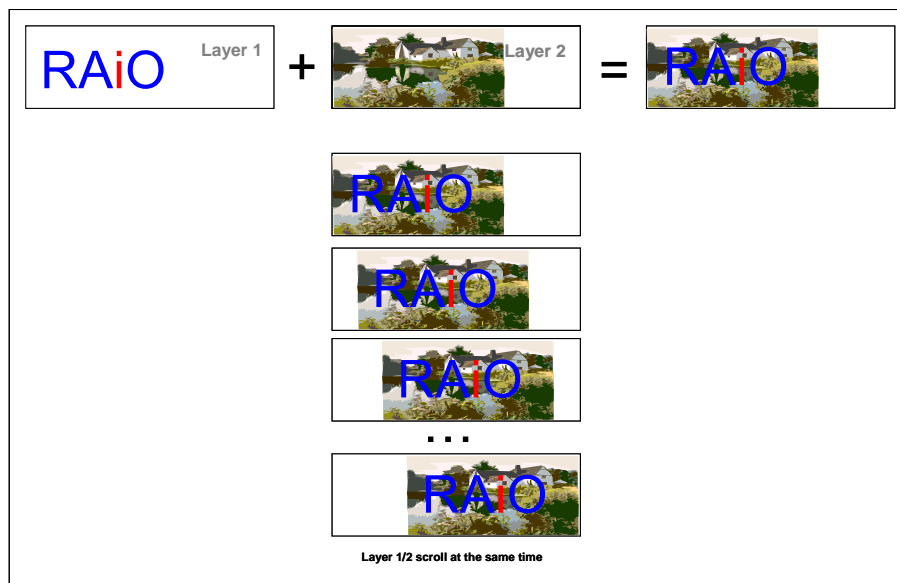 RAiO Layer 1 + Layer 2 = RAiO
RAiO
RAiO
RAiO
...
RAiO
Layer 1/2 scroll at the same time